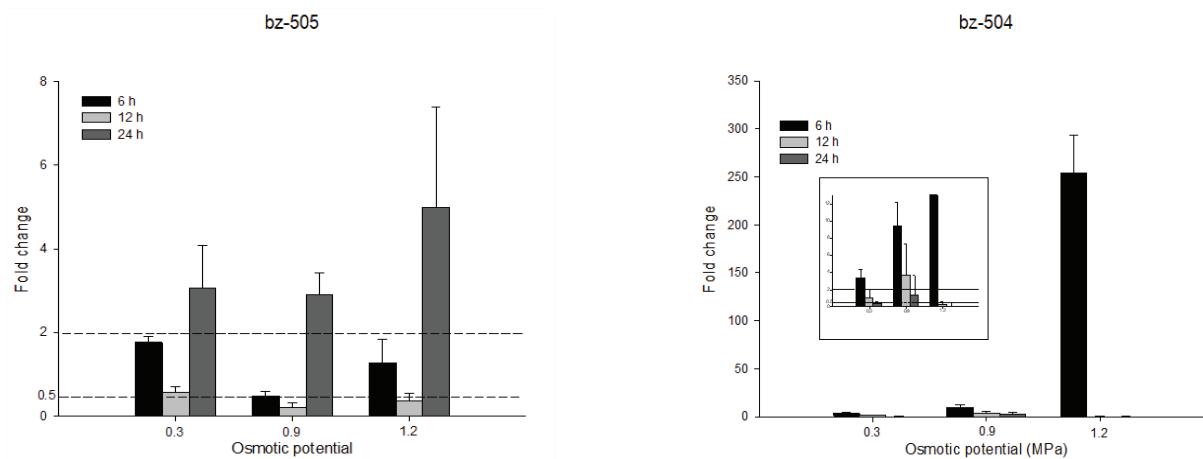 bz-505
8
6
4
2
0.5
0
Fold change
6 h
12 h
24 h
0.3 0.9 1.2
Osmotic potential
bz-504
350
300
250
200
150
100
50
0
Fold change
6 h
12 h
24 h
0.3 0.9 1.2
Osmotic potential (MPa)